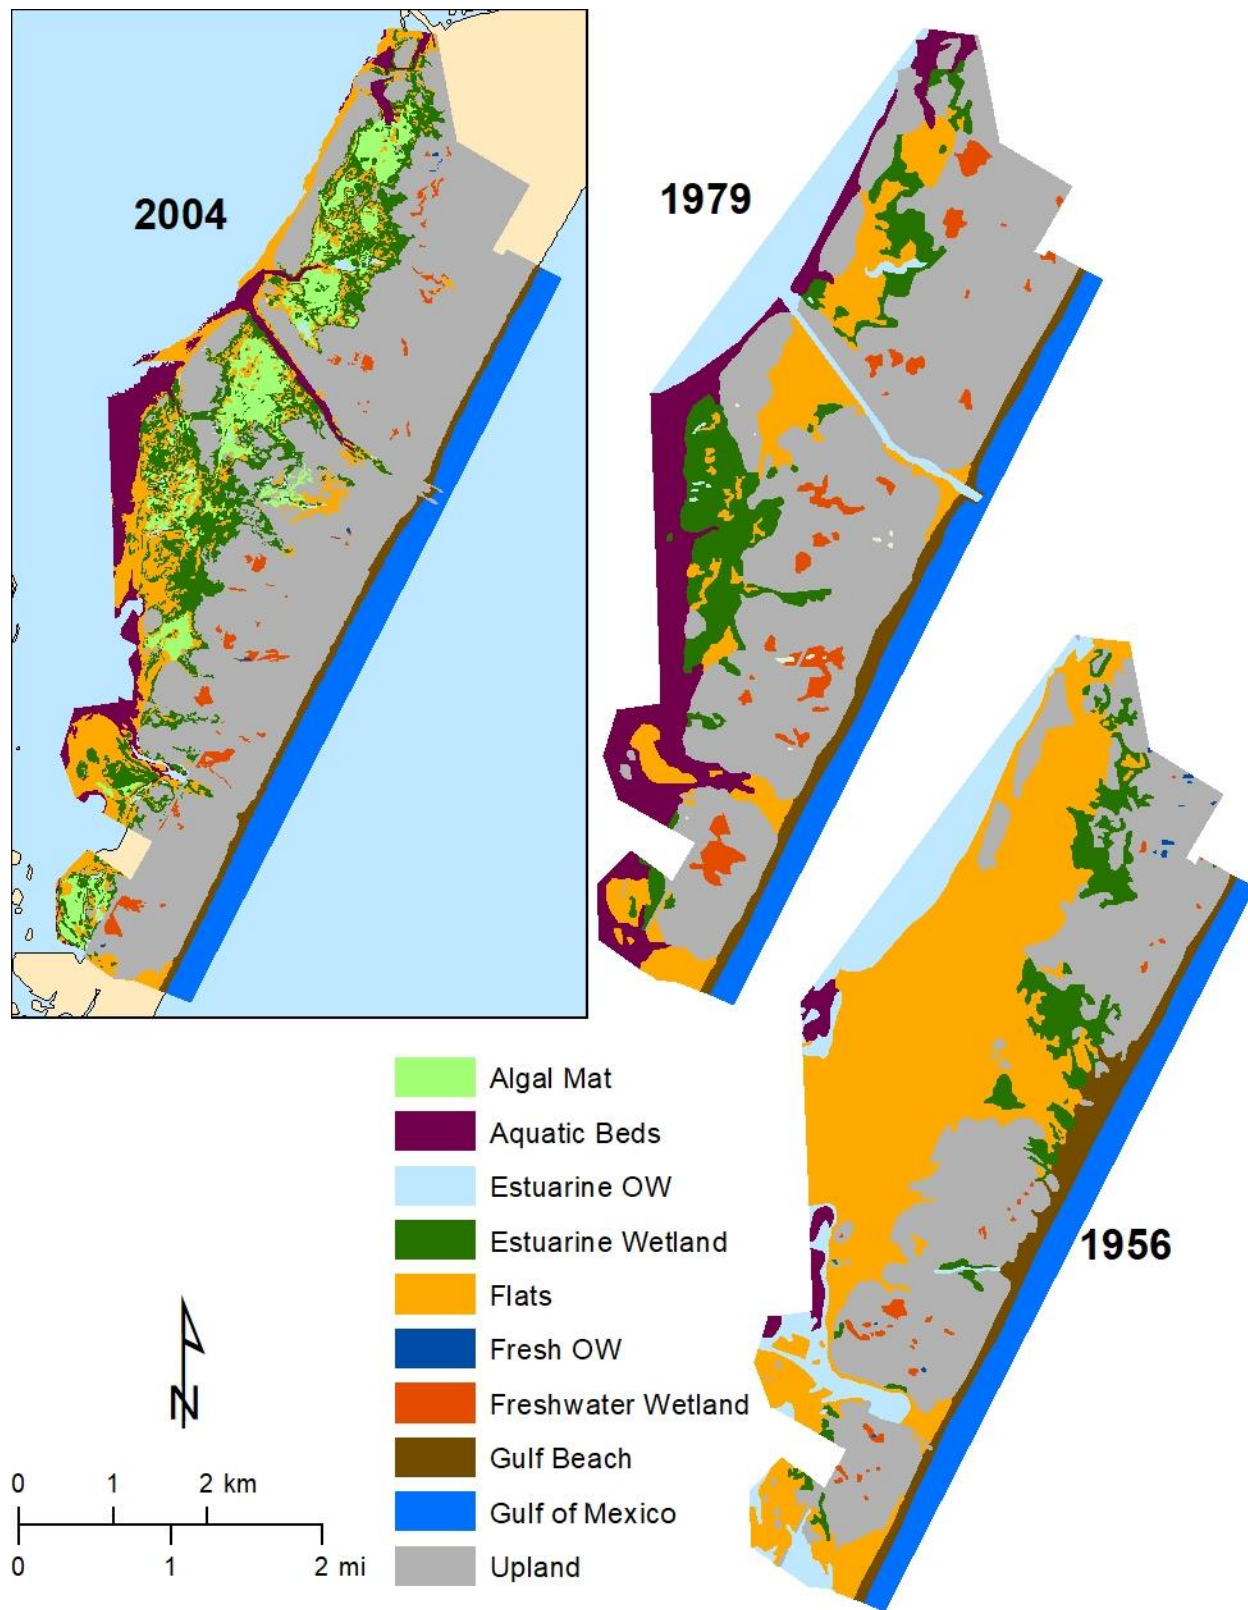 2004
1979
1956
Algal Mat
Aquatic Beds
Estuarine OW
Estuarine Wetland
Flats
Fresh OW
Freshwater Wetland
Gulf Beach
Gulf of Mexico
Upland
N
0 1 2 km
0 1 2 mi